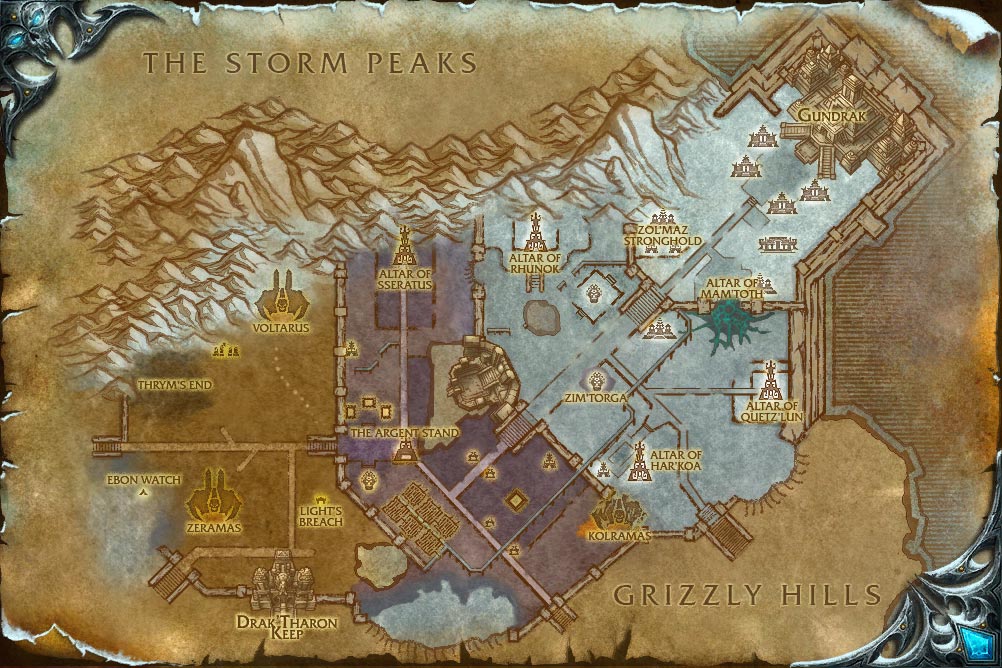 THE STORM PEAKS
GUNDRAK
ZOL'MAZ
STRONGHOLD
ALTAR OF
RHUNOK
ALTAR OF
SSERATUS
ALTAR OF
MAM'TOTH
VOLTARUS
THRYM'S END
ZIM'TORGA
ALTAR OF
QUETZ'LUN
THE ARGENT STAND
ALTAR OF
HAR'KOA
EBON WATCH
LIGHT'S
BREACH
ZERAMAS
KOLRAMAS
GRIZZLY HILLS
DRAK'THARON
KEEP